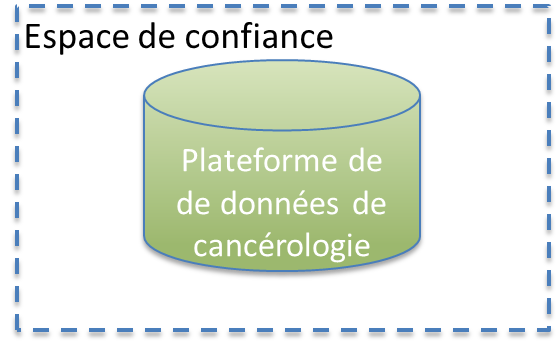 Espace de confiance
Plateforme de
de données de
cancérologie